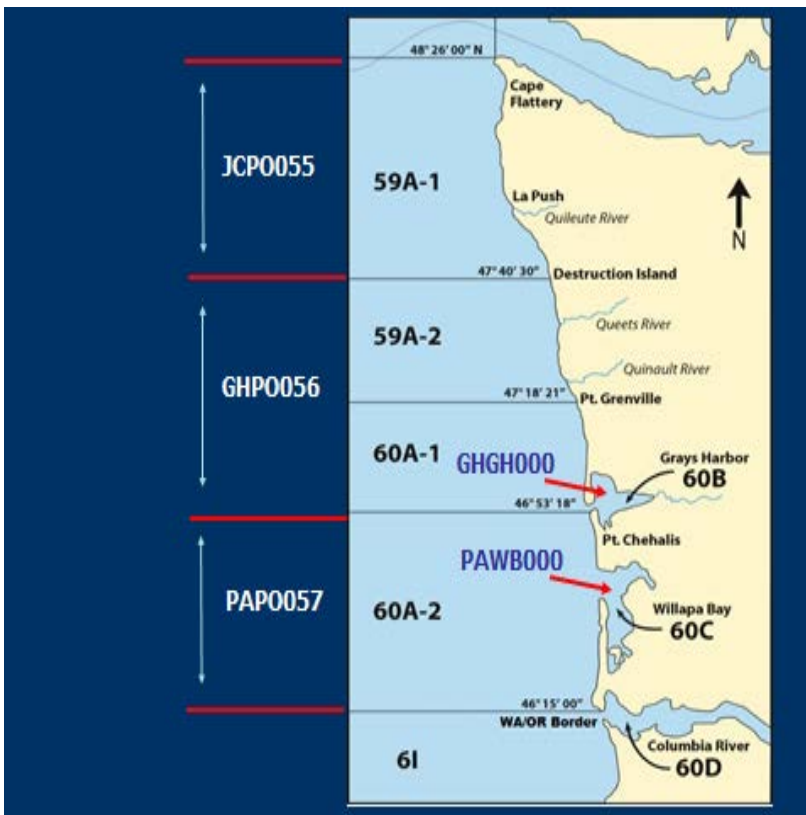 48° 26' 00" N
Cape
Flattery
JCPO055
59A-1
La Push
Quileute River
N
47° 40' 30"
Destruction Island
59A-2
Queets River
GHPO056
Quinault River
47° 18' 21"
Pt. Grenville
60A-1
GHGH000
Grays Harbor
60B
46° 53' 18"
Pt. Chehalis
PAWB000
PAPO057
60A-2
Willapa Bay
60C
46° 15' 00"
WA/OR Border
Columbia River
60D
61